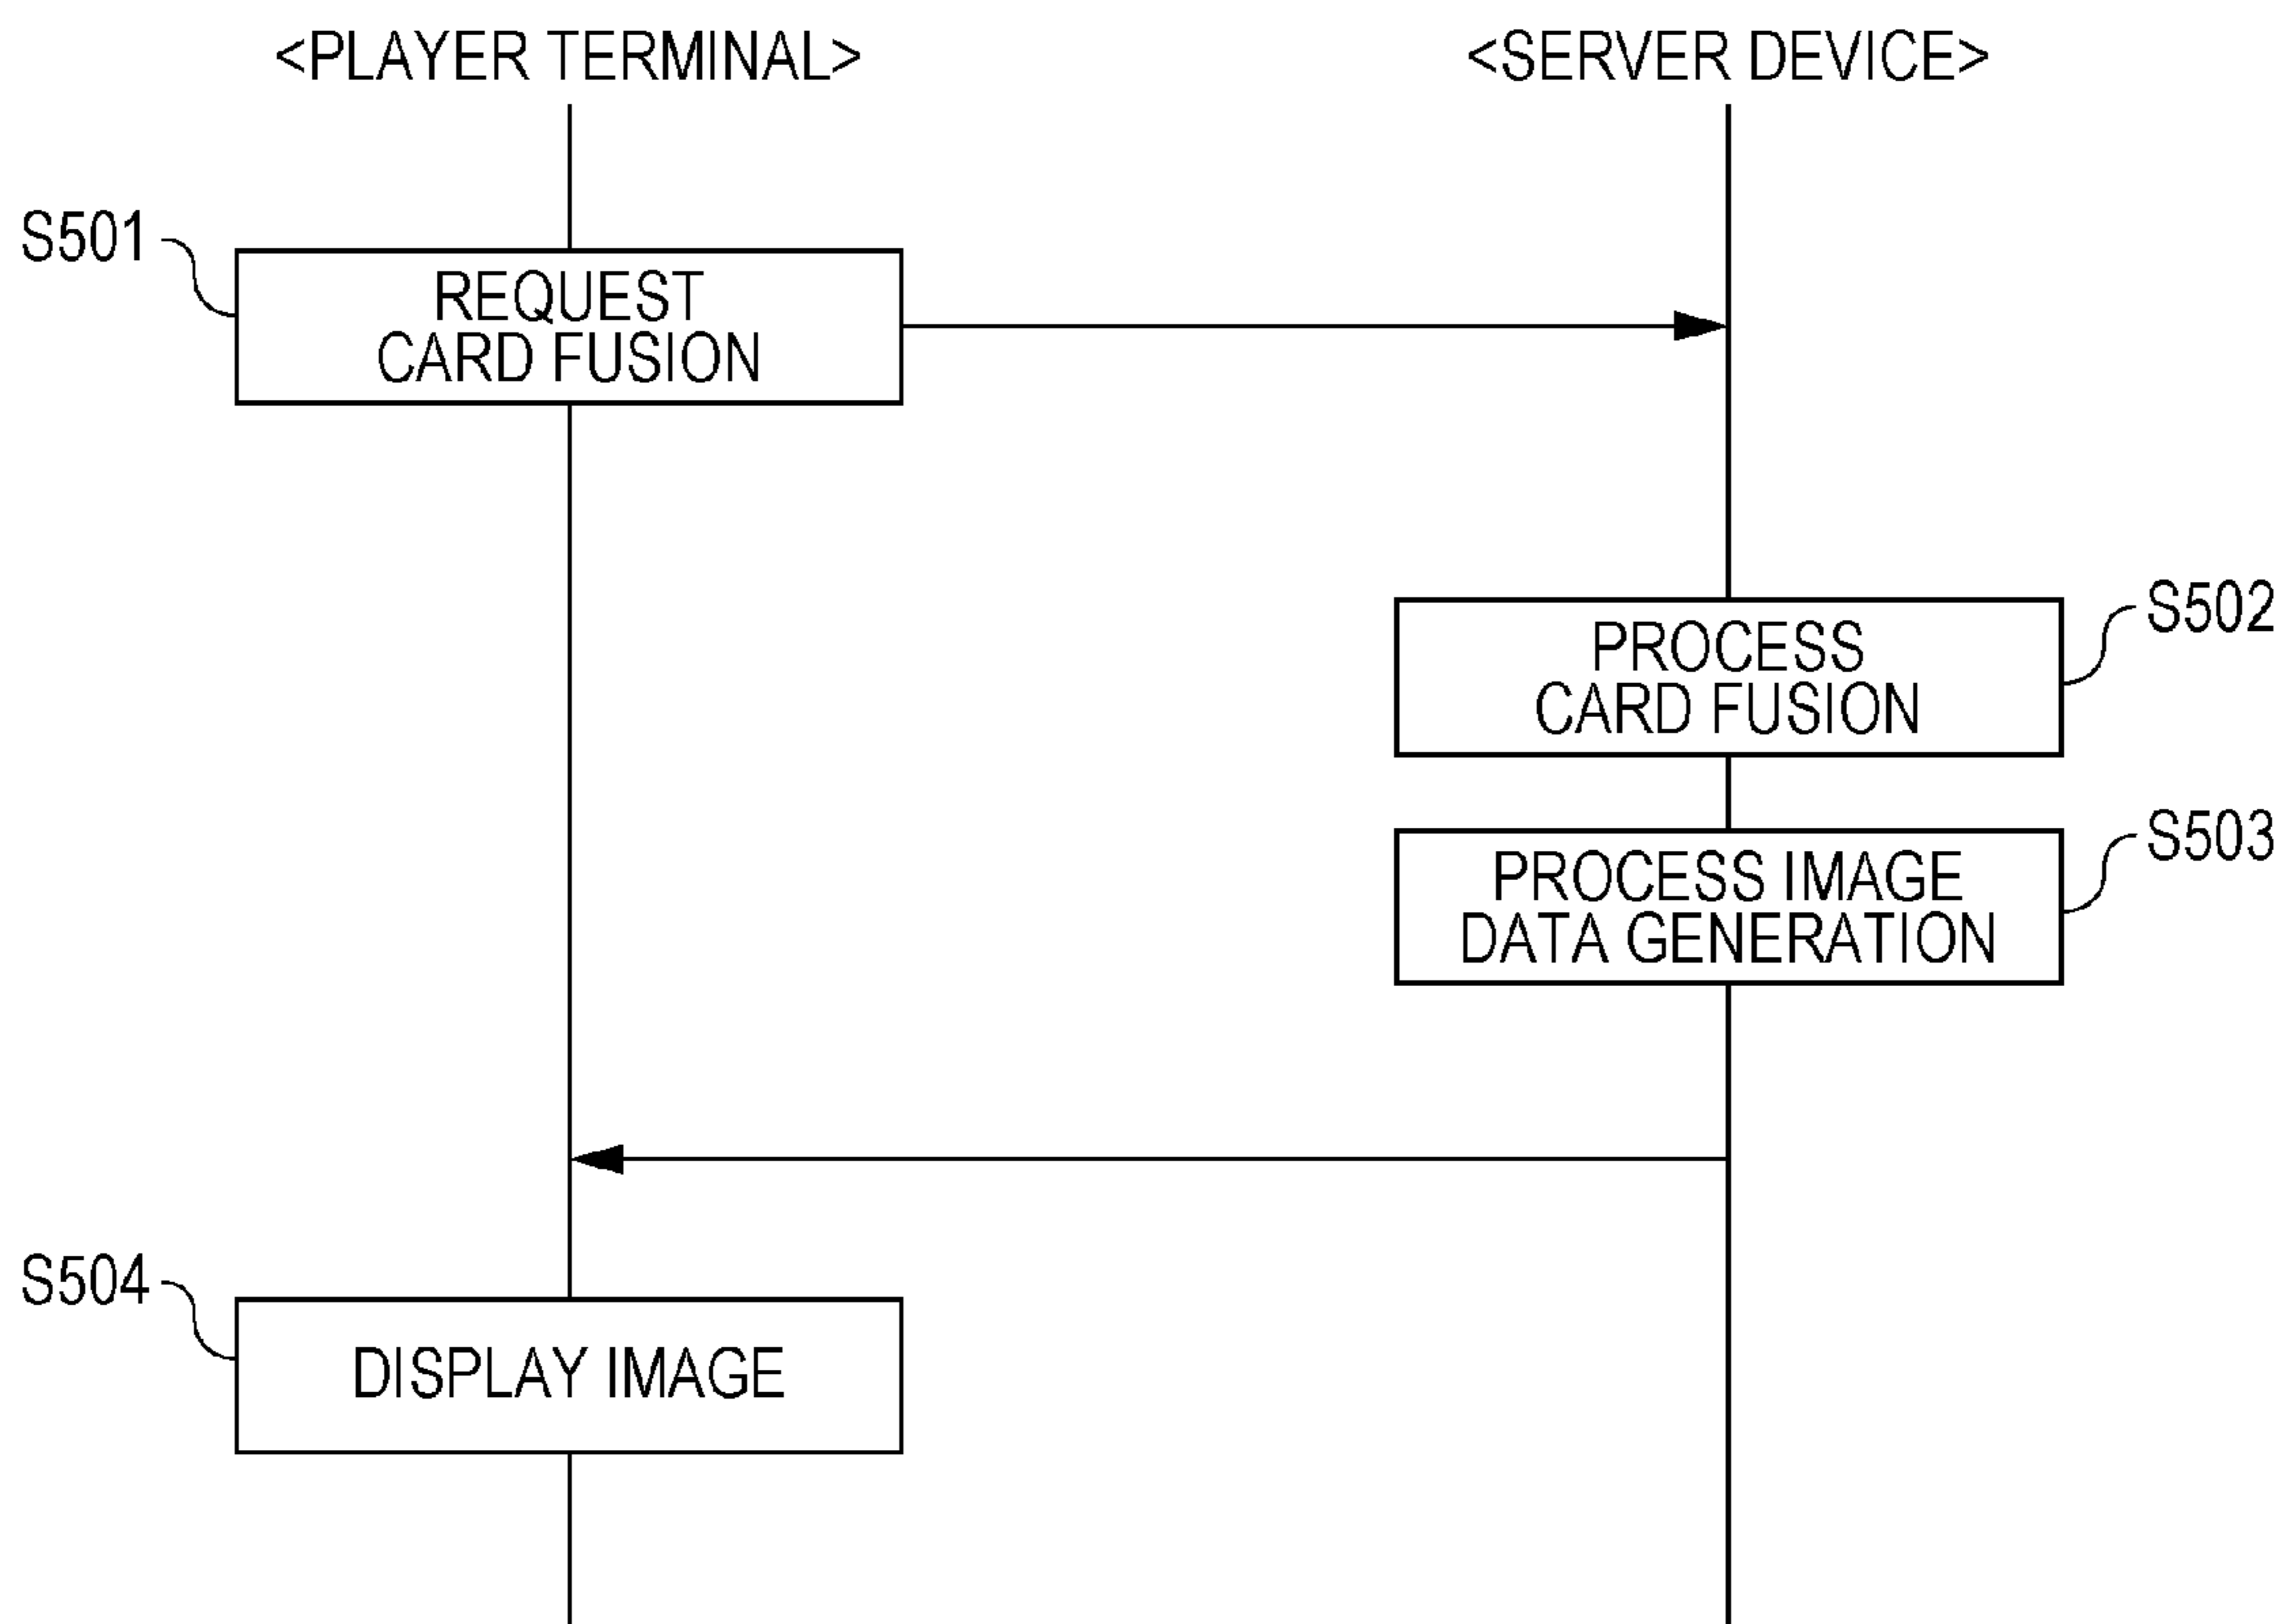 <PLAYER TERMINAL>
<SERVER DEVICE>
S501
REQUEST
CARD FUSION
S502
PROCESS
CARD FUSION
S503
PROCESS IMAGE
DATA GENERATION
S504
DISPLAY IMAGE